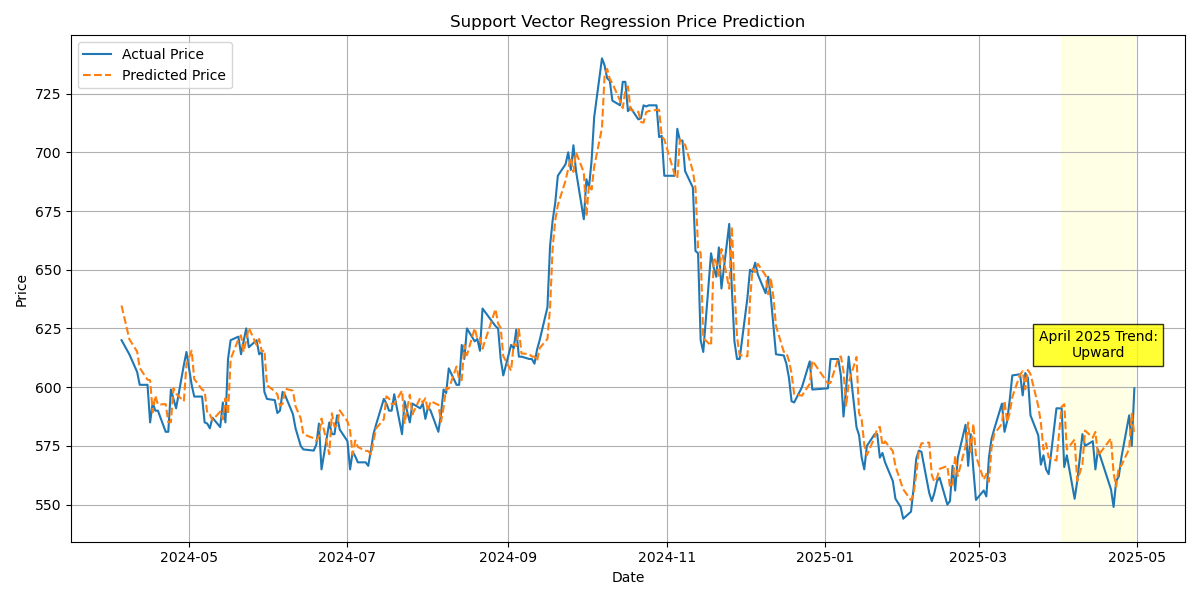 Support Vector Regression Price Prediction
Actual Price
Predicted Price
April 2025 Trend:
Upward
Price
725
700
675
650
625
600
575
550
2024-05
2024-07
2024-09
2024-11
2025-01
2025-03
2025-05
Date